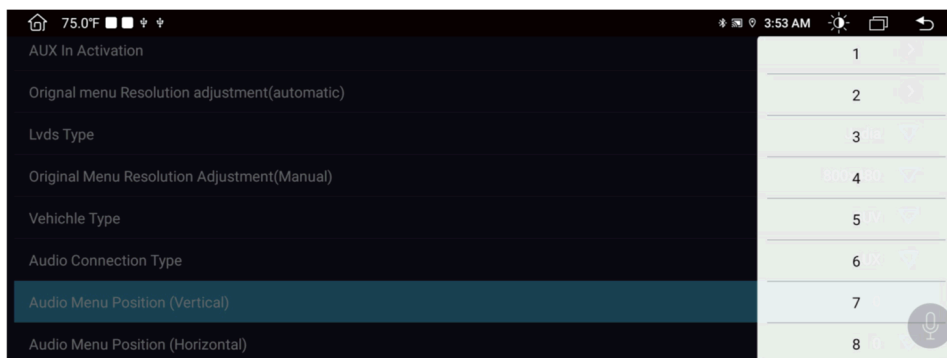 75.0°F 3:53 AM
AUX In Activation 1
Orignal menu Resolution adjustment(automatic) 2
Lvds Type 3
Original Menu Resolution Adjustment(Manual) 4
Vehichle Type 5
Audio Connection Type 6
Audio Menu Position (Vertical) 7
Audio Menu Position (Horizontal) 8